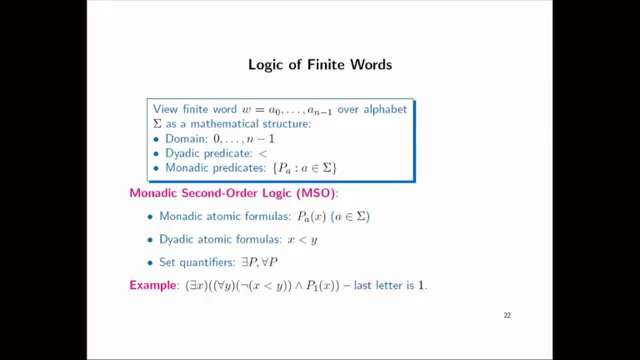 Logic of Finite Words
View finite word w = a₀, . . . , aₙ₋₁ over alphabet
Σ as a mathematical structure:
• Domain: 0, . . . , n − 1
• Dyadic predicate: <
• Monadic predicates: {Pₐ : a ∈ Σ}
Monadic Second-Order Logic (MSO):
• Monadic atomic formulas: Pₐ(x) (a ∈ Σ)
• Dyadic atomic formulas: x < y
• Set quantifiers: ∃P, ∀P
Example: (∃x)((∀y)(¬(x < y)) ∧ P₁(x)) – last letter is 1.
22